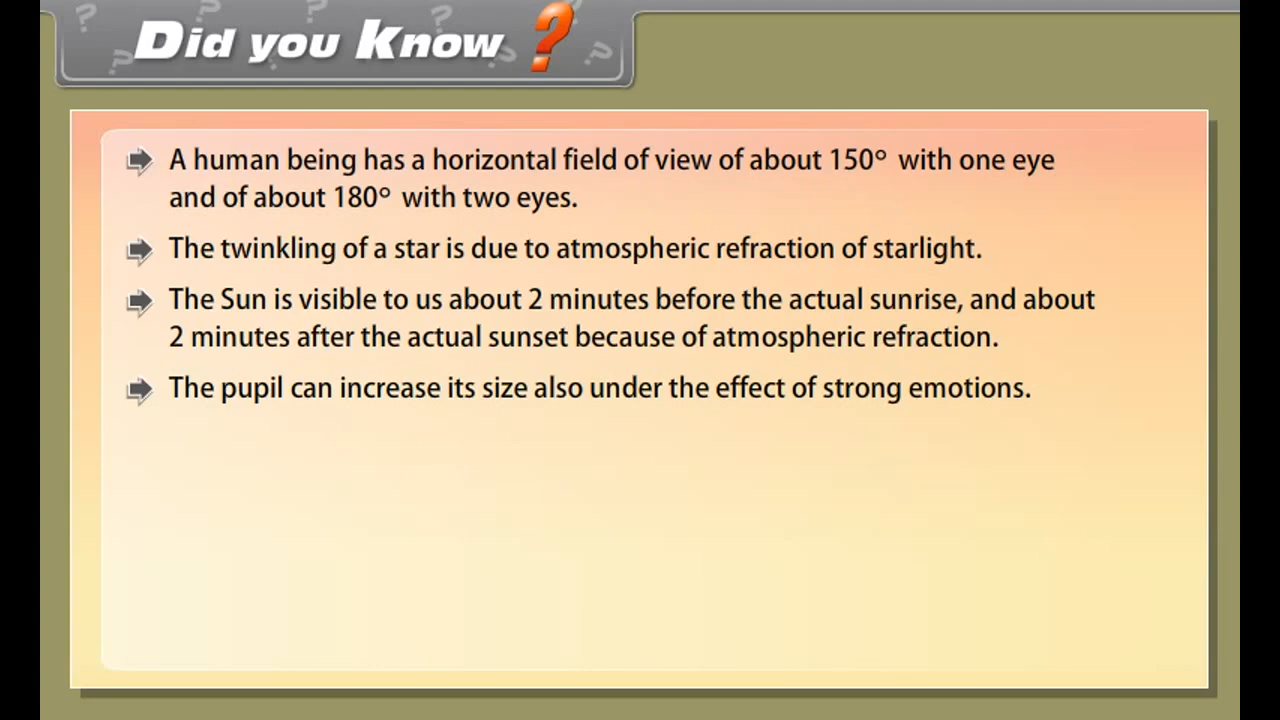 Did you Know ?
A human being has a horizontal field of view of about 150° with one eye
and of about 180° with two eyes.
The twinkling of a star is due to atmospheric refraction of starlight.
The Sun is visible to us about 2 minutes before the actual sunrise, and about
2 minutes after the actual sunset because of atmospheric refraction.
The pupil can increase its size also under the effect of strong emotions.